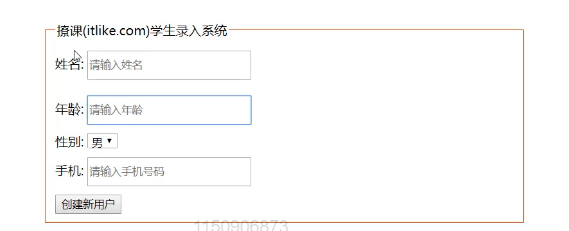 撩课(itlike.com)学生录入系统
姓名: 请输入姓名
年龄: 请输入年龄
性别: 男
手机: 请输入手机号码
创建新用户
1150906873